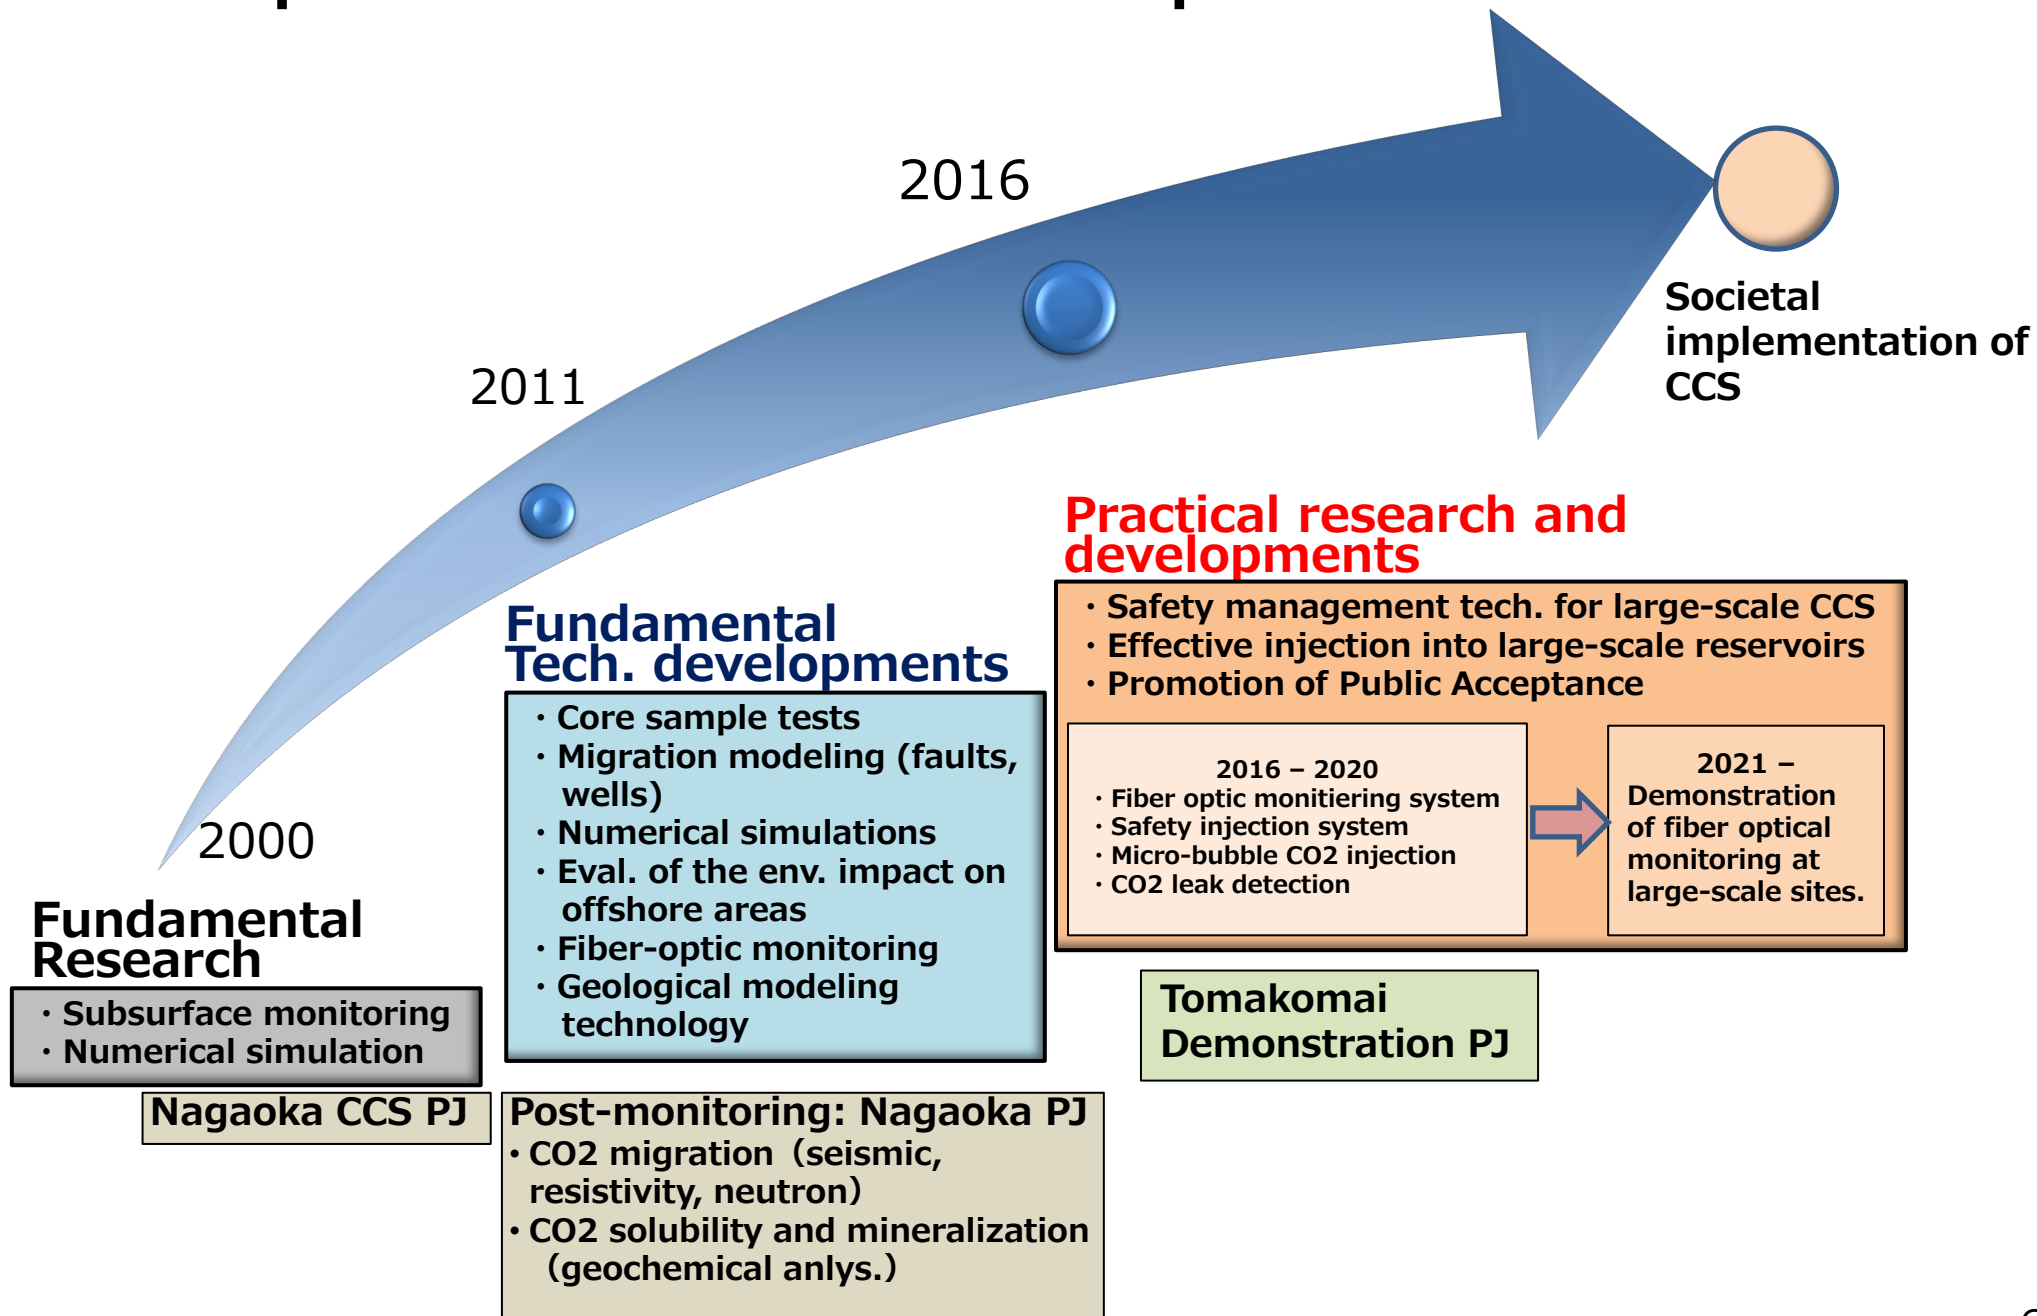 2016
2011
2000
Societal
implementation of
CCS
Fundamental
Research
・Subsurface monitoring
・Numerical simulation
Nagaoka CCS PJ
Fundamental
Tech. developments
・Core sample tests
・Migration modeling (faults,
wells)
・Numerical simulations
・Eval. of the env. impact on
offshore areas
・Fiber-optic monitoring
・Geological modeling
technology
Post-monitoring: Nagaoka PJ
・CO2 migration（seismic,
resistivity, neutron）
・CO2 solubility and mineralization
（geochemical anlys.）
Practical research and
developments
・Safety management tech. for large-scale CCS
・Effective injection into large-scale reservoirs
・Promotion of Public Acceptance
2016 – 2020
・Fiber optic monitiering system
・Safety injection system
・Micro-bubble CO2 injection
・CO2 leak detection
2021 –
Demonstration
of fiber optical
monitoring at
large-scale sites.
Tomakomai
Demonstration PJ